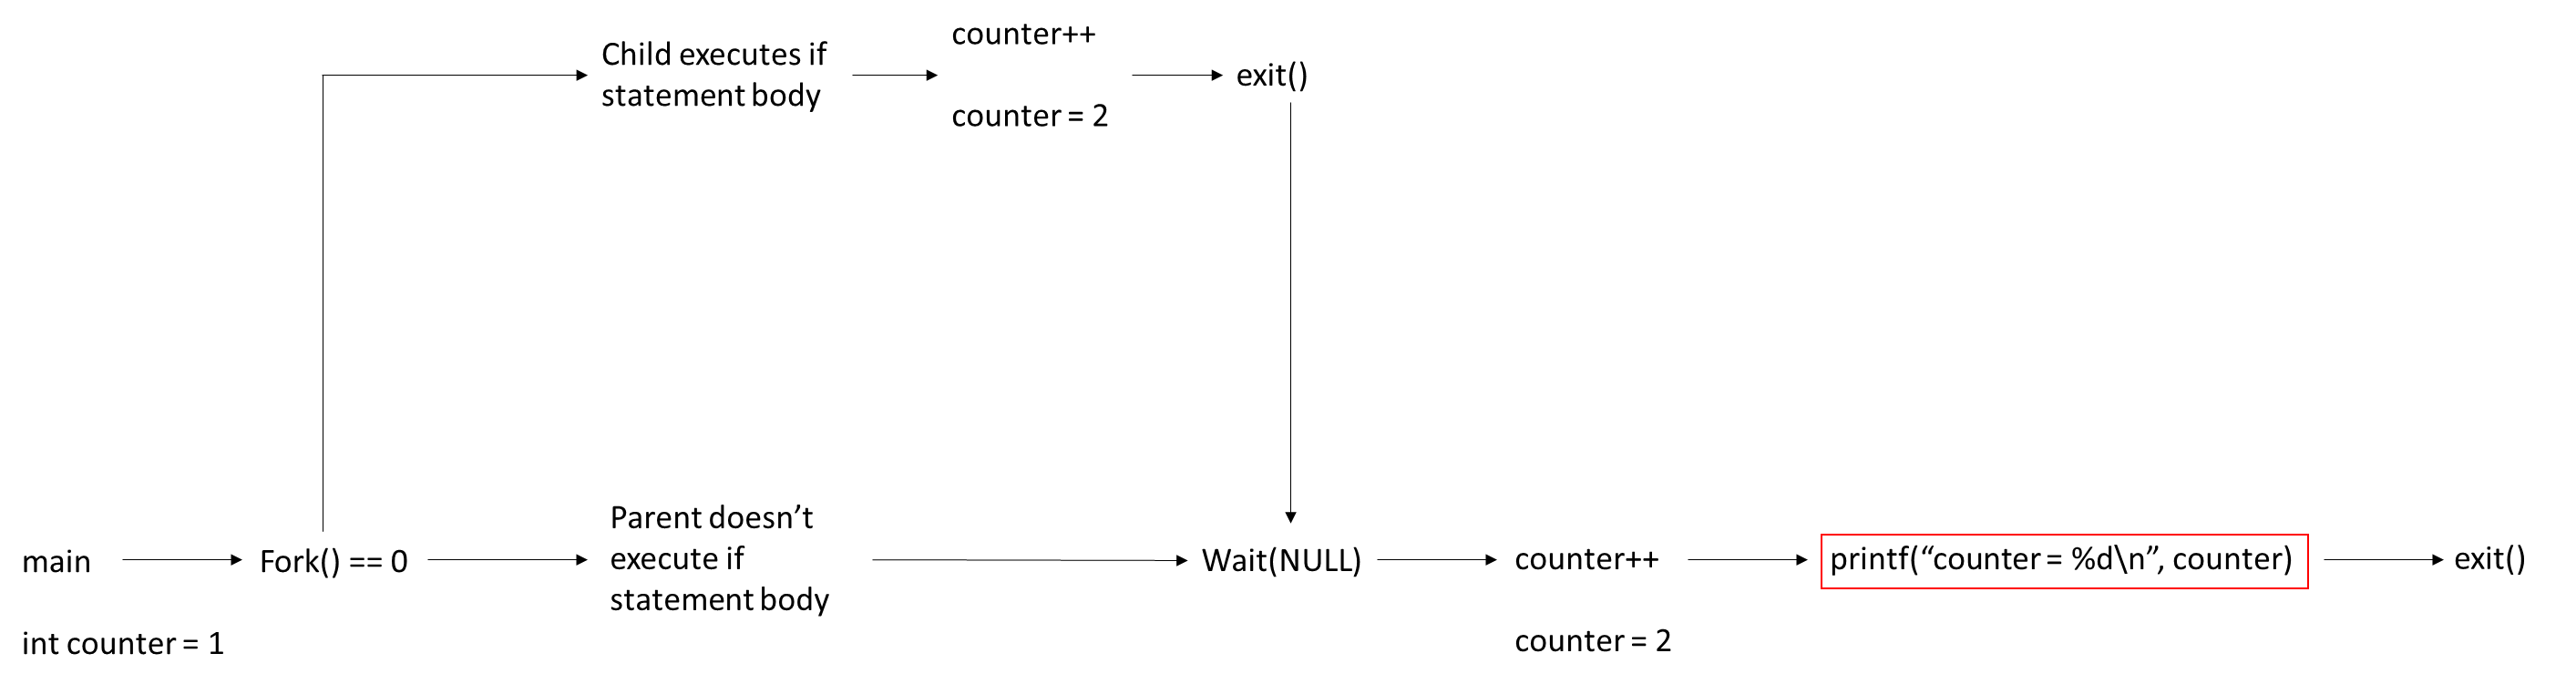 Child executes if
statement body
counter++
counter = 2
exit()
main
int counter = 1
Fork() == 0
Parent doesn’t
execute if
statement body
Wait(NULL)
counter++
counter = 2
printf(“counter = %d\n”, counter)
exit()